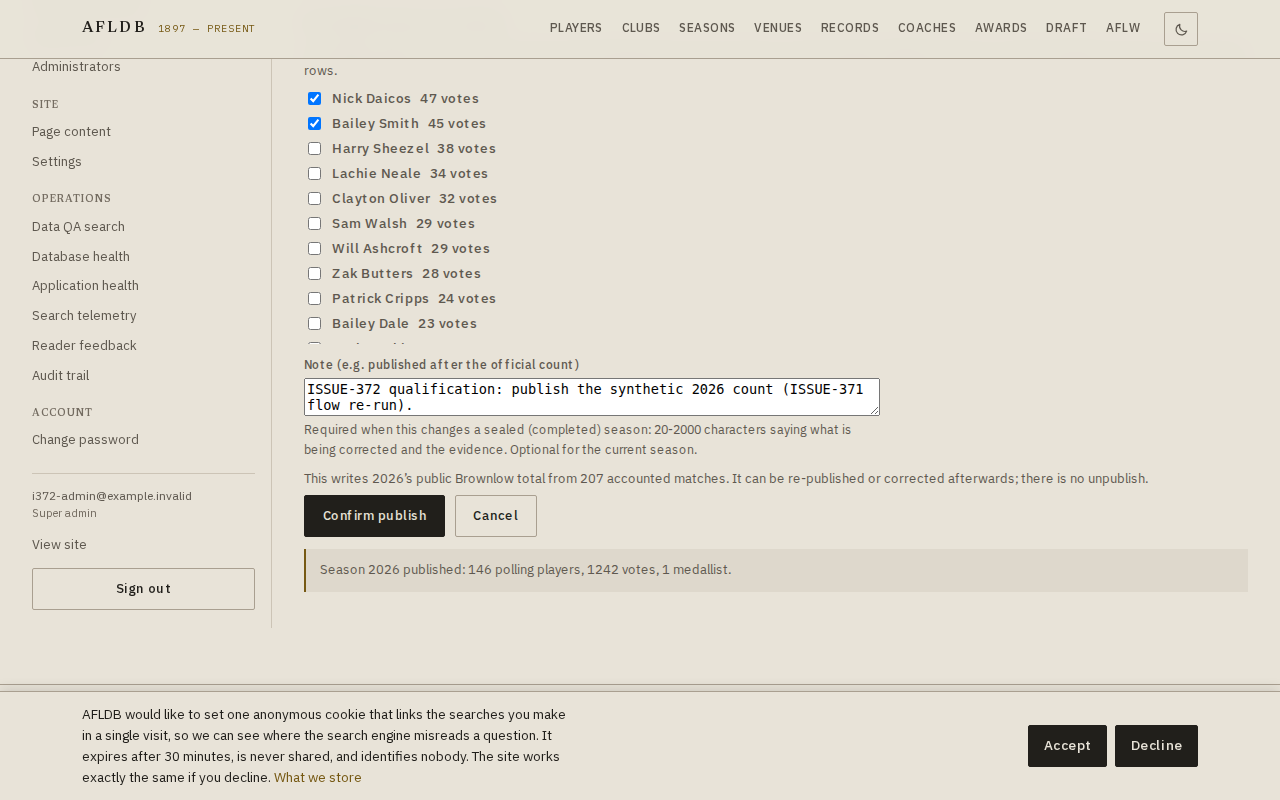 AFLDB 1897 — PRESENT
PLAYERS CLUBS SEASONS VENUES RECORDS COACHES AWARDS DRAFT AFLW
Administrators
SITE
Page content
Settings
OPERATIONS
Data QA search
Database health
Application health
Search telemetry
Reader feedback
Audit trail
ACCOUNT
Change password
i372-admin@example.invalid
Super admin
View site
Sign out
rows.
Nick Daicos 47 votes
Bailey Smith 45 votes
Harry Sheezel 38 votes
Lachie Neale 34 votes
Clayton Oliver 32 votes
Sam Walsh 29 votes
Will Ashcroft 29 votes
Zak Butters 28 votes
Patrick Cripps 24 votes
Bailey Dale 23 votes
Note (e.g. published after the official count)
ISSUE-372 qualification: publish the synthetic 2026 count (ISSUE-371
flow re-run).
Required when this changes a sealed (completed) season: 20-2000 characters saying what is
being corrected and the evidence. Optional for the current season.
This writes 2026's public Brownlow total from 207 accounted matches. It can be re-published or corrected afterwards; there is no unpublish.
Confirm publish Cancel
Season 2026 published: 146 polling players, 1242 votes, 1 medallist.
AFLDB would like to set one anonymous cookie that links the searches you make
in a single visit, so we can see where the search engine misreads a question. It
expires after 30 minutes, is never shared, and identifies nobody. The site works
exactly the same if you decline. What we store
Accept Decline